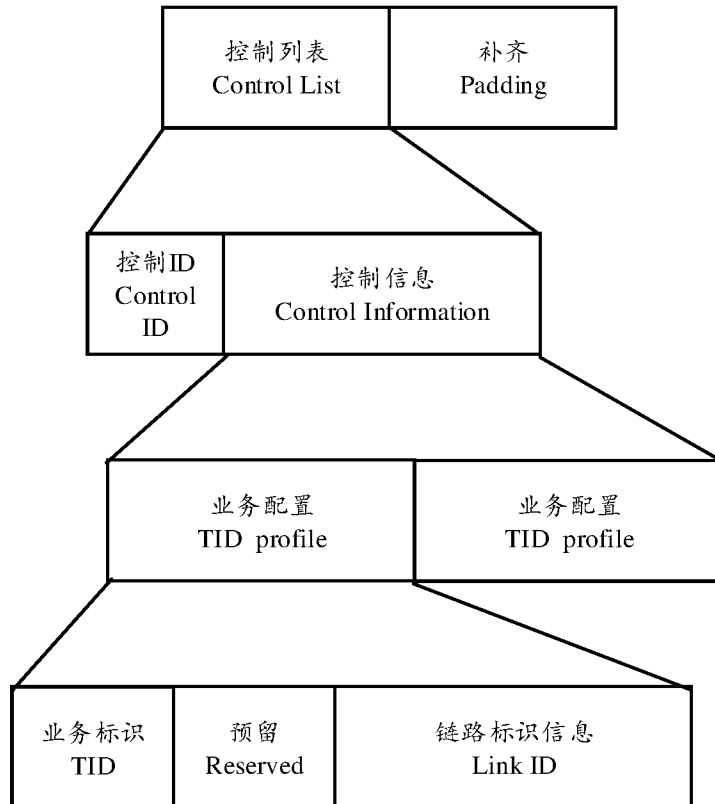 控制列表
Control List
补齐
Padding
控制ID
Control
ID
控制信息
Control Information
业务配置
TID profile
业务配置
TID profile
业务标识
TID
预留
Reserved
链路标识信息
Link ID